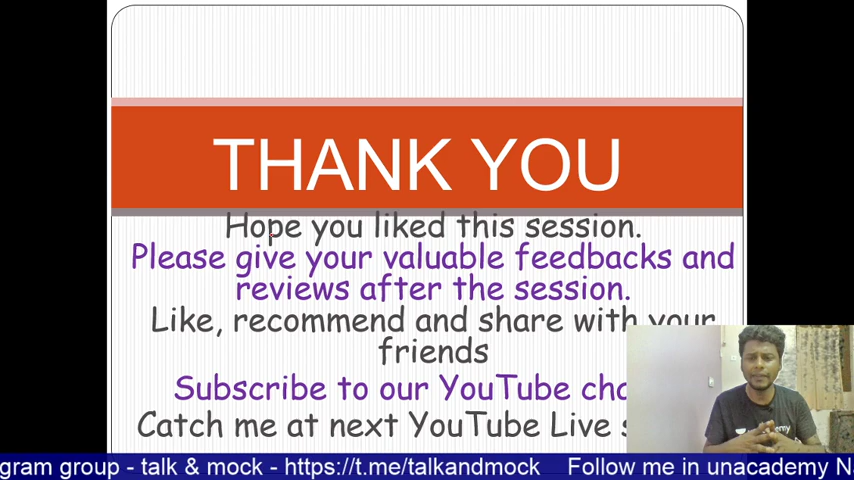 THANK YOU
Hope you liked this session.
Please give your valuable feedbacks and
reviews after the session.
Like, recommend and share with your
friends
Subscribe to our YouTube
Catch me at next YouTube Live
gram group - talk & mock - https://t.me/talkandmock Follow me in unacademy